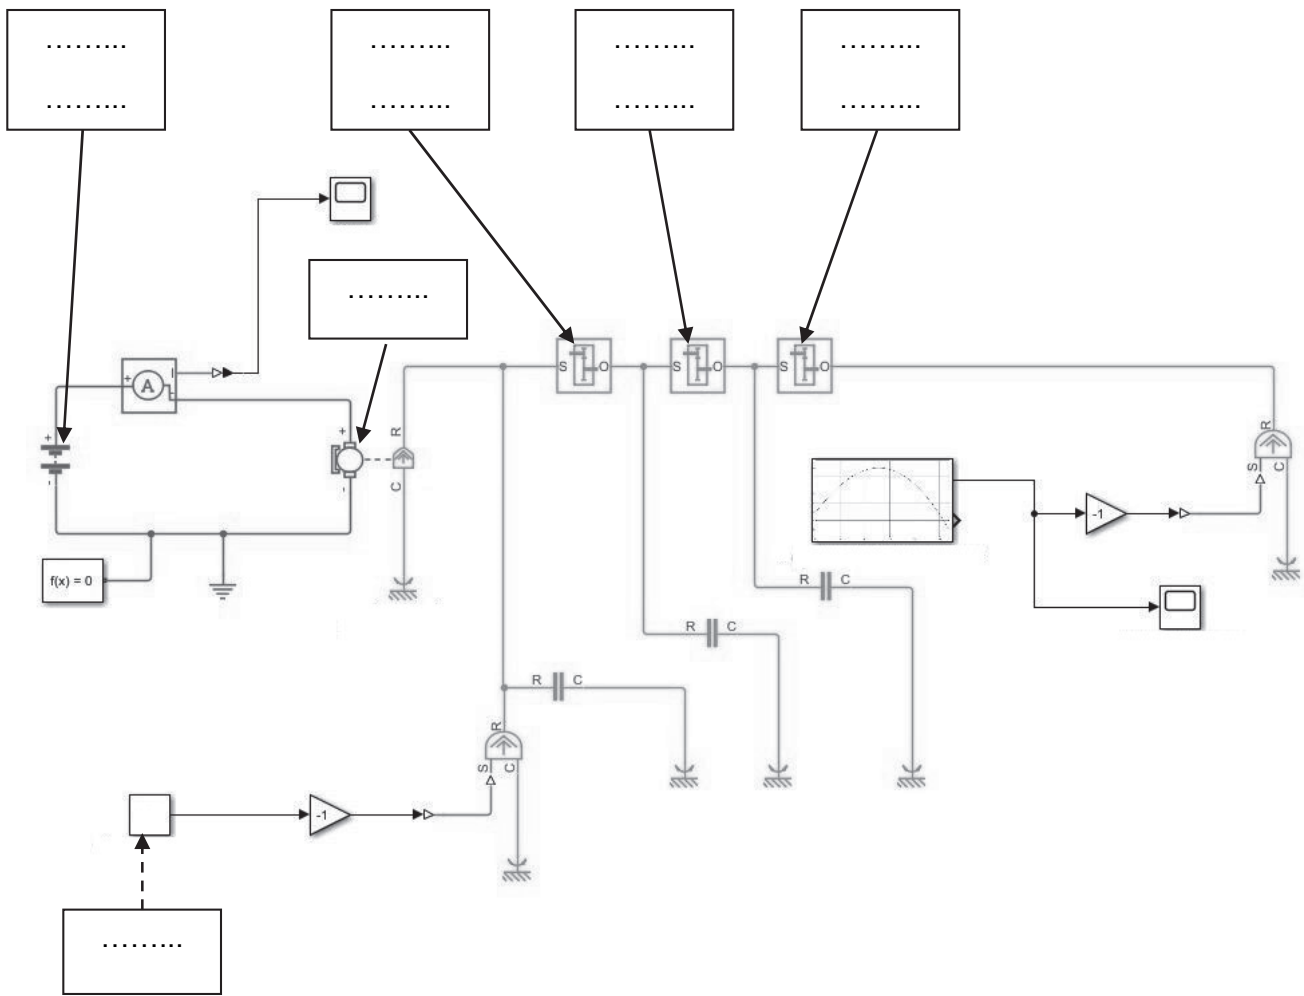 .........
.........
.........
.........
.........
.........
.........
.........
.........
+
A
I
-
+
-
+
-
R
C
S
O
S
O
S
O
R
S
C
-1
f(x) = 0
R
C
R
C
R
C
R
S
C
-1
.........